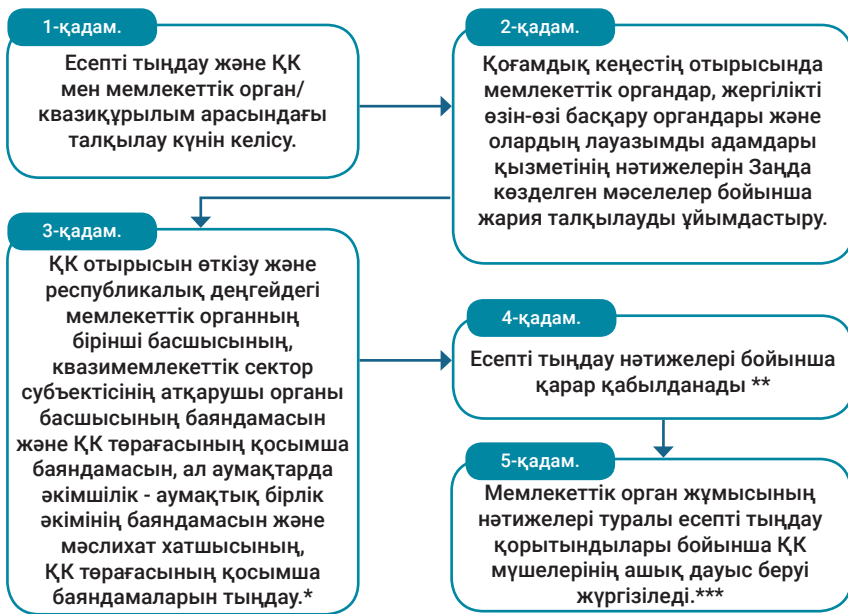 1-қадам.
Есепті тыңдау және ҚК
мен мемлекеттік орган/
квазиқұрылым арасындағы
талқылау күнін келісу.
2-қадам.
Қоғамдық кеңестің отырысында
мемлекеттік органдар, жергілікті
өзін-өзі басқару органдары және
олардың лауазымды адамдары
қызметінің нәтижелерін Заңда
көзделген мәселелер бойынша
жария талқылауды ұйымдастыру.
3-қадам.
ҚК отырысын өткізу және
республикалық деңгейдегі
мемлекеттік органның
бірінші басшысының,
квазимемлекеттік сектор
субъектісінің атқарушы органы
басшысының баяндамасын
және ҚК төрағасының қосымша
баяндамасын, ал аумақтарда
әкімшілік - аумақтық бірлік
әкімінің баяндамасын және
мәслихат хатшысының,
ҚК төрағасының қосымша
баяндамаларын тыңдау.*
4-қадам.
Есепті тыңдау нәтижелері бойынша
қарар қабылданады **
5-қадам.
Мемлекеттік орган жұмысының
нәтижелері туралы есепті тыңдау
қорытындылары бойынша ҚК
мүшелерінің ашық дауыс беруі
жүргізіледі.***